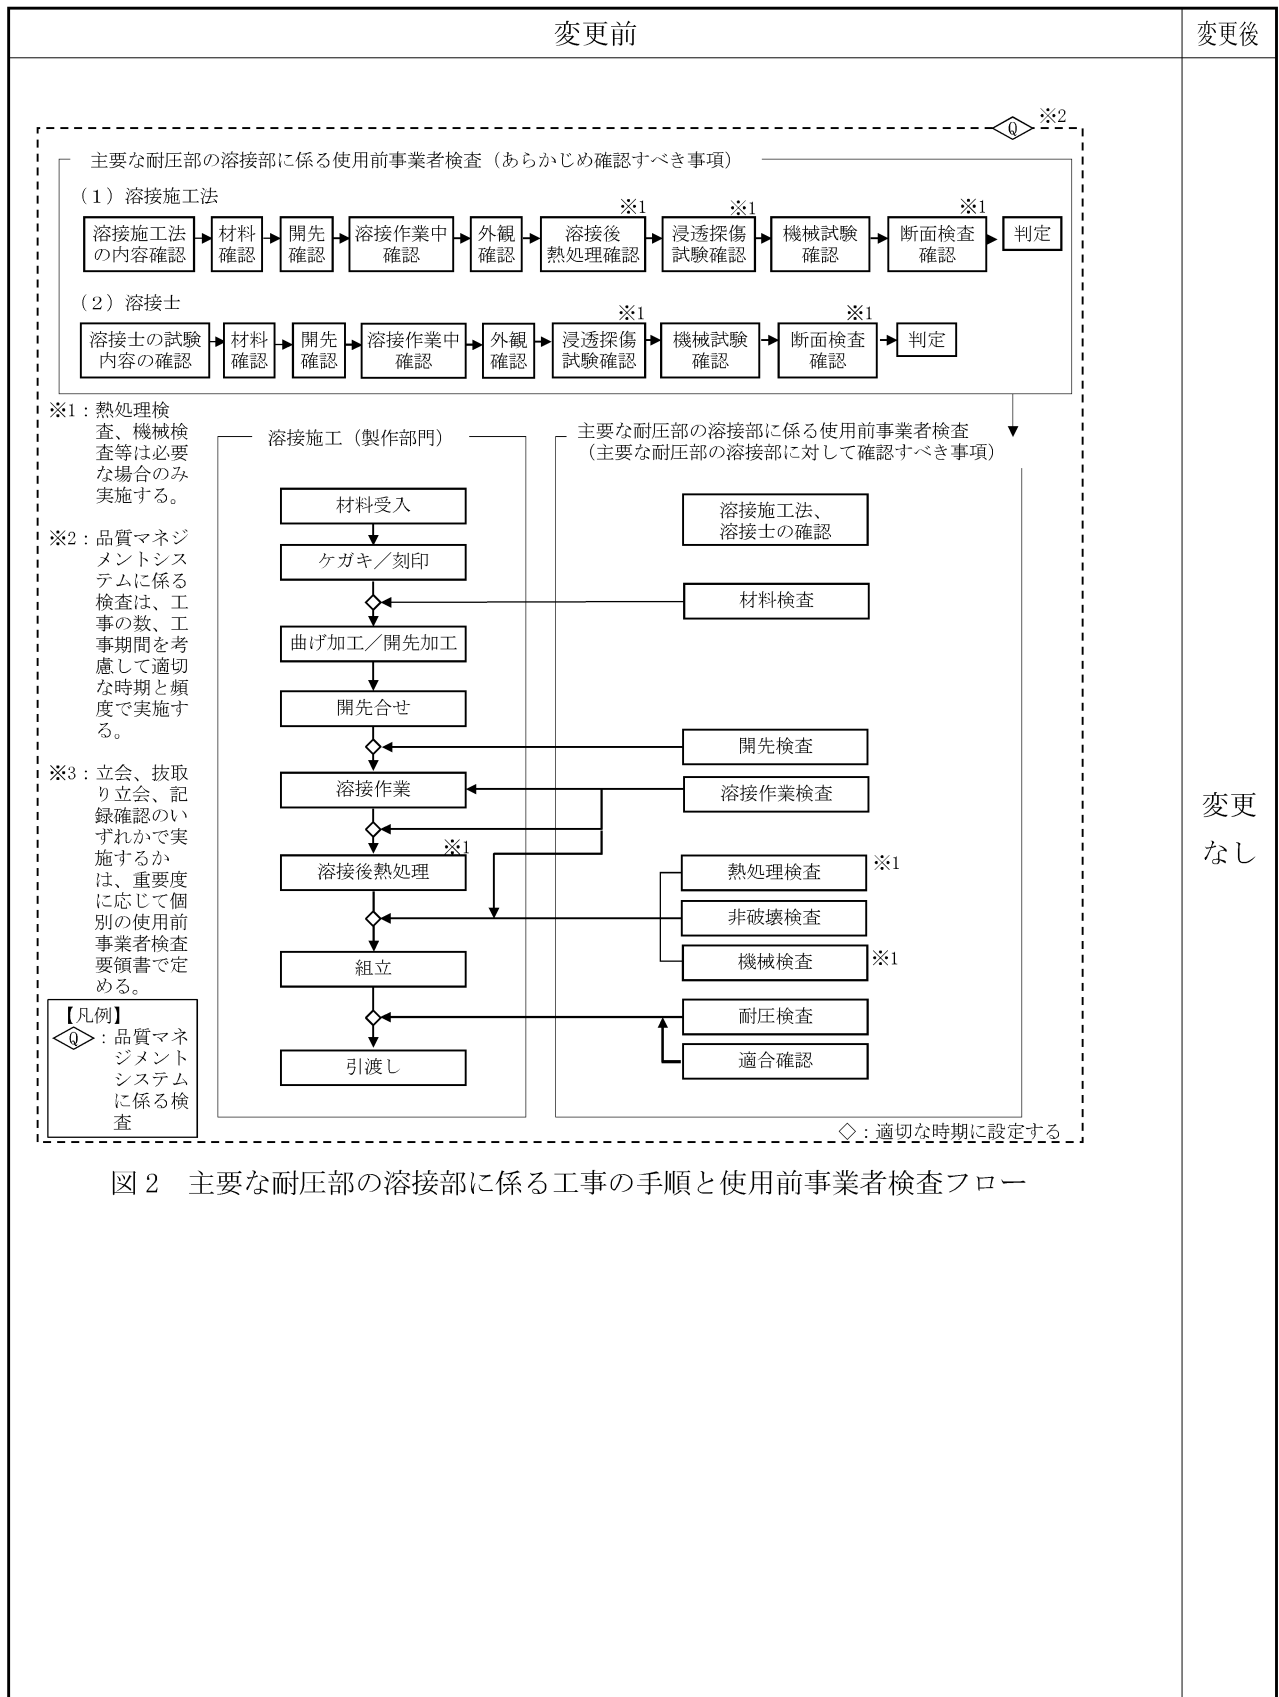 変更前
変更後
※2
Q
主要な耐圧部の溶接部に係る使用前事業者検査（あらかじめ確認すべき事項）
（１）溶接施工法
※1
※1
※1
溶接施工法
の内容確認
材料
確認
開先
確認
溶接作業中
確認
外観
確認
溶接後
熱処理確認
浸透探傷
試験確認
機械試験
確認
断面検査
確認
判定
（２）溶接士
※1
※1
溶接士の試験
内容の確認
材料
確認
開先
確認
溶接作業中
確認
外観
確認
浸透探傷
試験確認
機械試験
確認
断面検査
確認
判定
※1：熱処理検
査、機械検
査等は必要
な場合のみ
実施する。
※2：品質マネジ
メントシス
テムに係る
検査は、工
事の数、工
事期間を考
慮して適切
な時期と頻
度で実施す
る。
※3：立会、抜取
り立会、記
録確認のい
ずれかで実
施するか
は、重要度
に応じて個
別の使用前
事業者検査
要領書で定
める。
【凡例】
Q：品質マネ
ジメント
システム
に係る検
査
溶接施工（製作部門）
材料受入
ケガキ／刻印
曲げ加工／開先加工
開先合せ
溶接作業
※1
溶接後熱処理
組立
引渡し
主要な耐圧部の溶接部に係る使用前事業者検査
（主要な耐圧部の溶接部に対して確認すべき事項）
溶接施工法、
溶接士の確認
材料検査
開先検査
溶接作業検査
熱処理検査
※1
非破壊検査
機械検査
※1
耐圧検査
適合確認
◇：適切な時期に設定する
図２　主要な耐圧部の溶接部に係る工事の手順と使用前事業者検査フロー
変更
なし